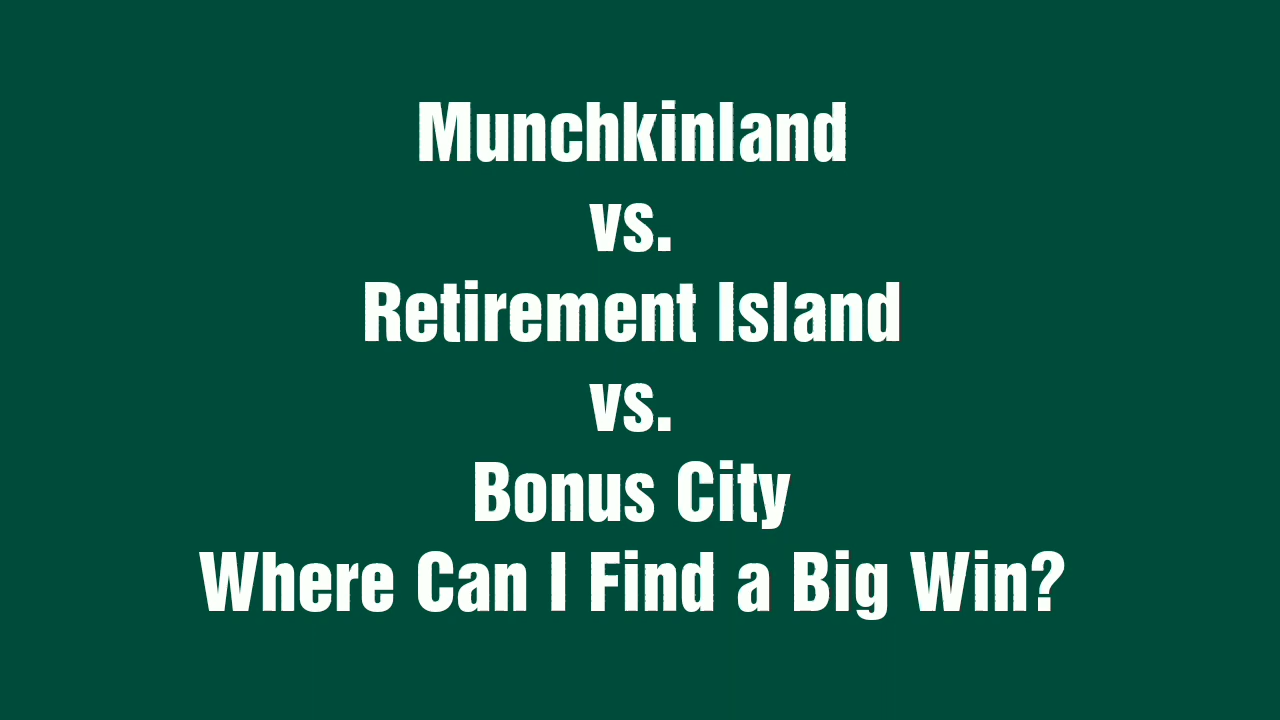 Munchkinland
vs.
Retirement Island
vs.
Bonus City
Where Can I Find a Big Win?